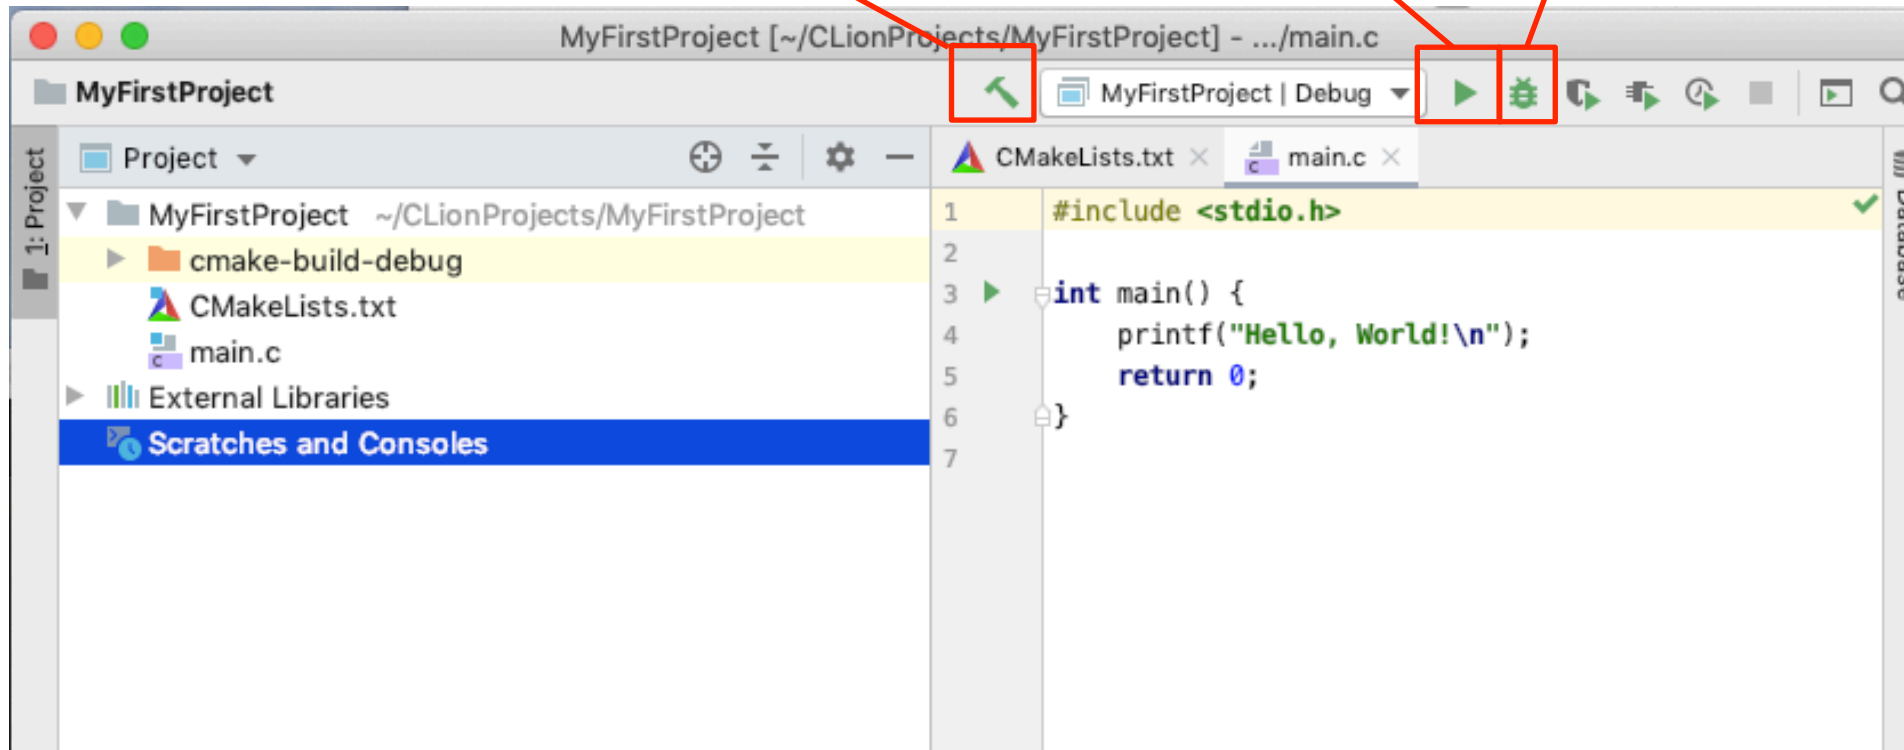 MyFirstProject [~/CLionProjects/MyFirstProject] - .../main.c
MyFirstProject
MyFirstProject | Debug
1: Project
Project
CMakeLists.txt
main.c
Database
MyFirstProject ~/CLionProjects/MyFirstProject
cmake-build-debug
CMakeLists.txt
main.c
External Libraries
Scratches and Consoles
1 #include <stdio.h>
2
3 int main() {
4 printf("Hello, World!\n");
5 return 0;
6 }
7